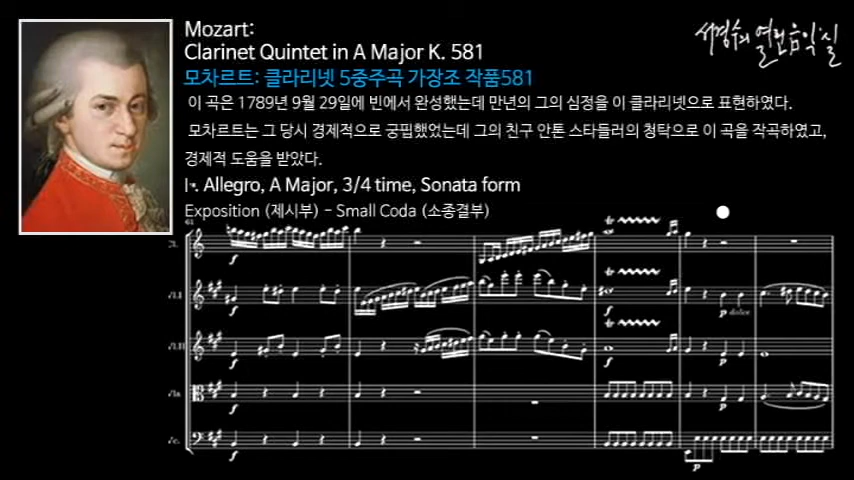 Mozart:
Clarinet Quintet in A Major K. 581
모차르트: 클라리넷 5중주곡 가장조 작품581
이 곡은 1789년 9월 29일에 빈에서 완성했는데 만년의 그의 심정을 이 클라리넷으로 표현하였다.
모차르트는 그 당시 경제적으로 궁핍했었는데 그의 친구 안톤 스타들러의 청탁으로 이 곡을 작곡하였고,
경제적 도움을 받았다.
서경수의 열린음악실
Allegro, A Major, 3/4 time, Sonata form
Exposition (제시부) - Small Coda (소종결부)
f
f
f
p dolce
f
f
p
f
p
f
p